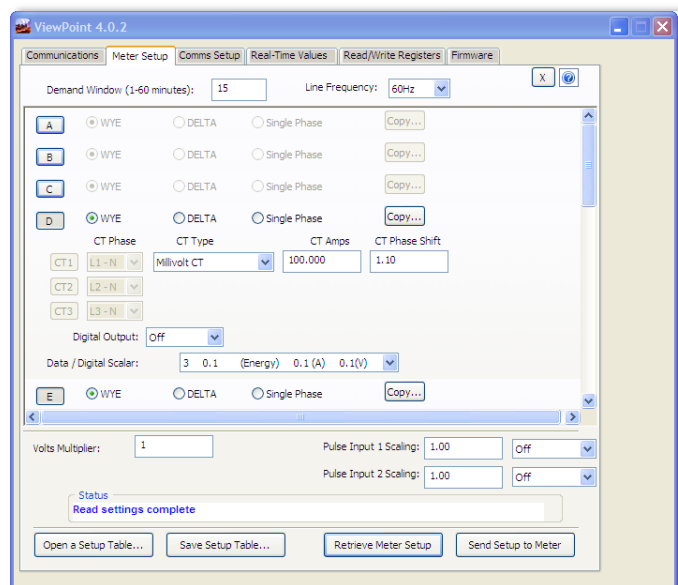 ViewPoint 4.0.2
Communications Meter Setup Comms Setup Real-Time Values Read/Write Registers Firmware
X ?
Demand Window (1-60 minutes): 15 Line Frequency: 60Hz
A WYE DELTA Single Phase Copy...
B WYE DELTA Single Phase Copy...
C WYE DELTA Single Phase Copy...
D WYE DELTA Single Phase Copy...
CT Phase CT Type CT Amps CT Phase Shift
CT1 L1 - N Millivolt CT 100.000 1.10
CT2 L2 - N
CT3 L3 - N
Digital Output: Off
Data / Digital Scalar: 3 0.1 (Energy) 0.1 (A) 0.1(V)
E WYE DELTA Single Phase Copy...
Volts Multiplier: 1 Pulse Input 1 Scaling: 1.00 Off
Pulse Input 2 Scaling: 1.00 Off
Status
Read settings complete
Open a Setup Table... Save Setup Table... Retrieve Meter Setup Send Setup to Meter